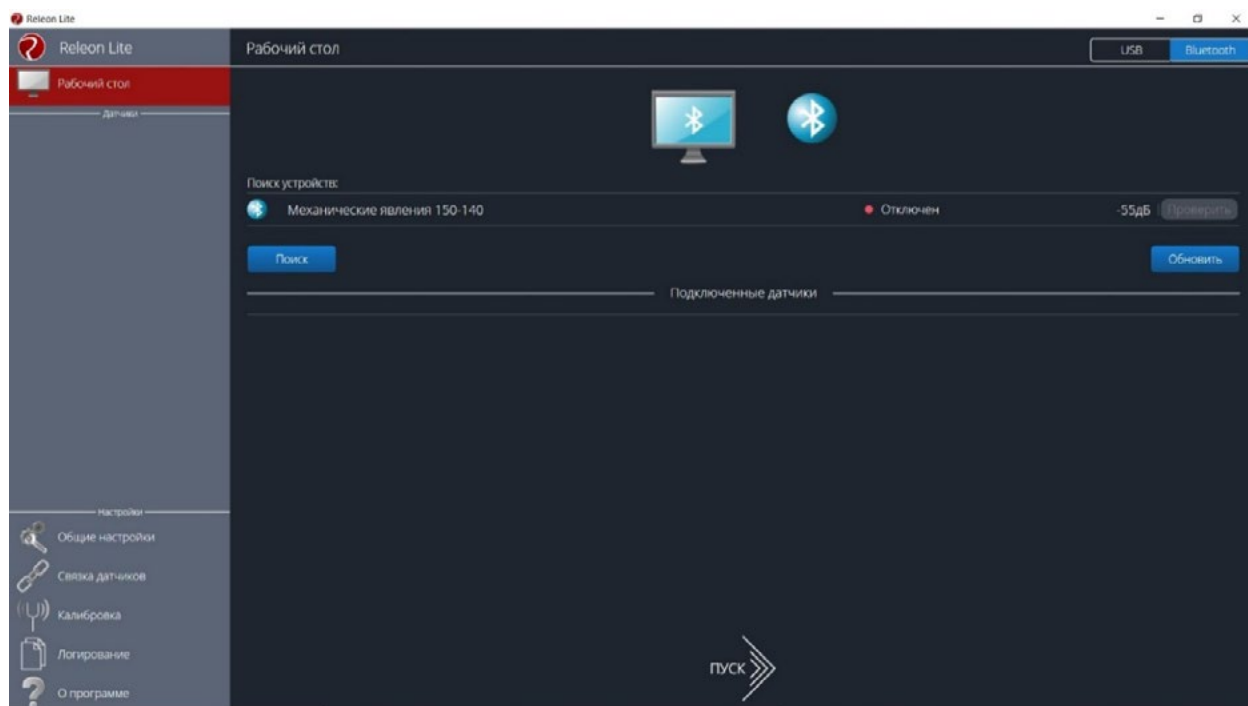 Releon Lite
Releon Lite
Рабочий стол
USB
Bluetooth
Рабочий стол
Датчики
Поиск устройств:
Механические явления 150-140
Отключен
-55дБ
Проверить
Поиск
Обновить
Подключенные датчики
Настройки
Общие настройки
Связка датчиков
Калибровка
Логирование
О программе
ПУСК